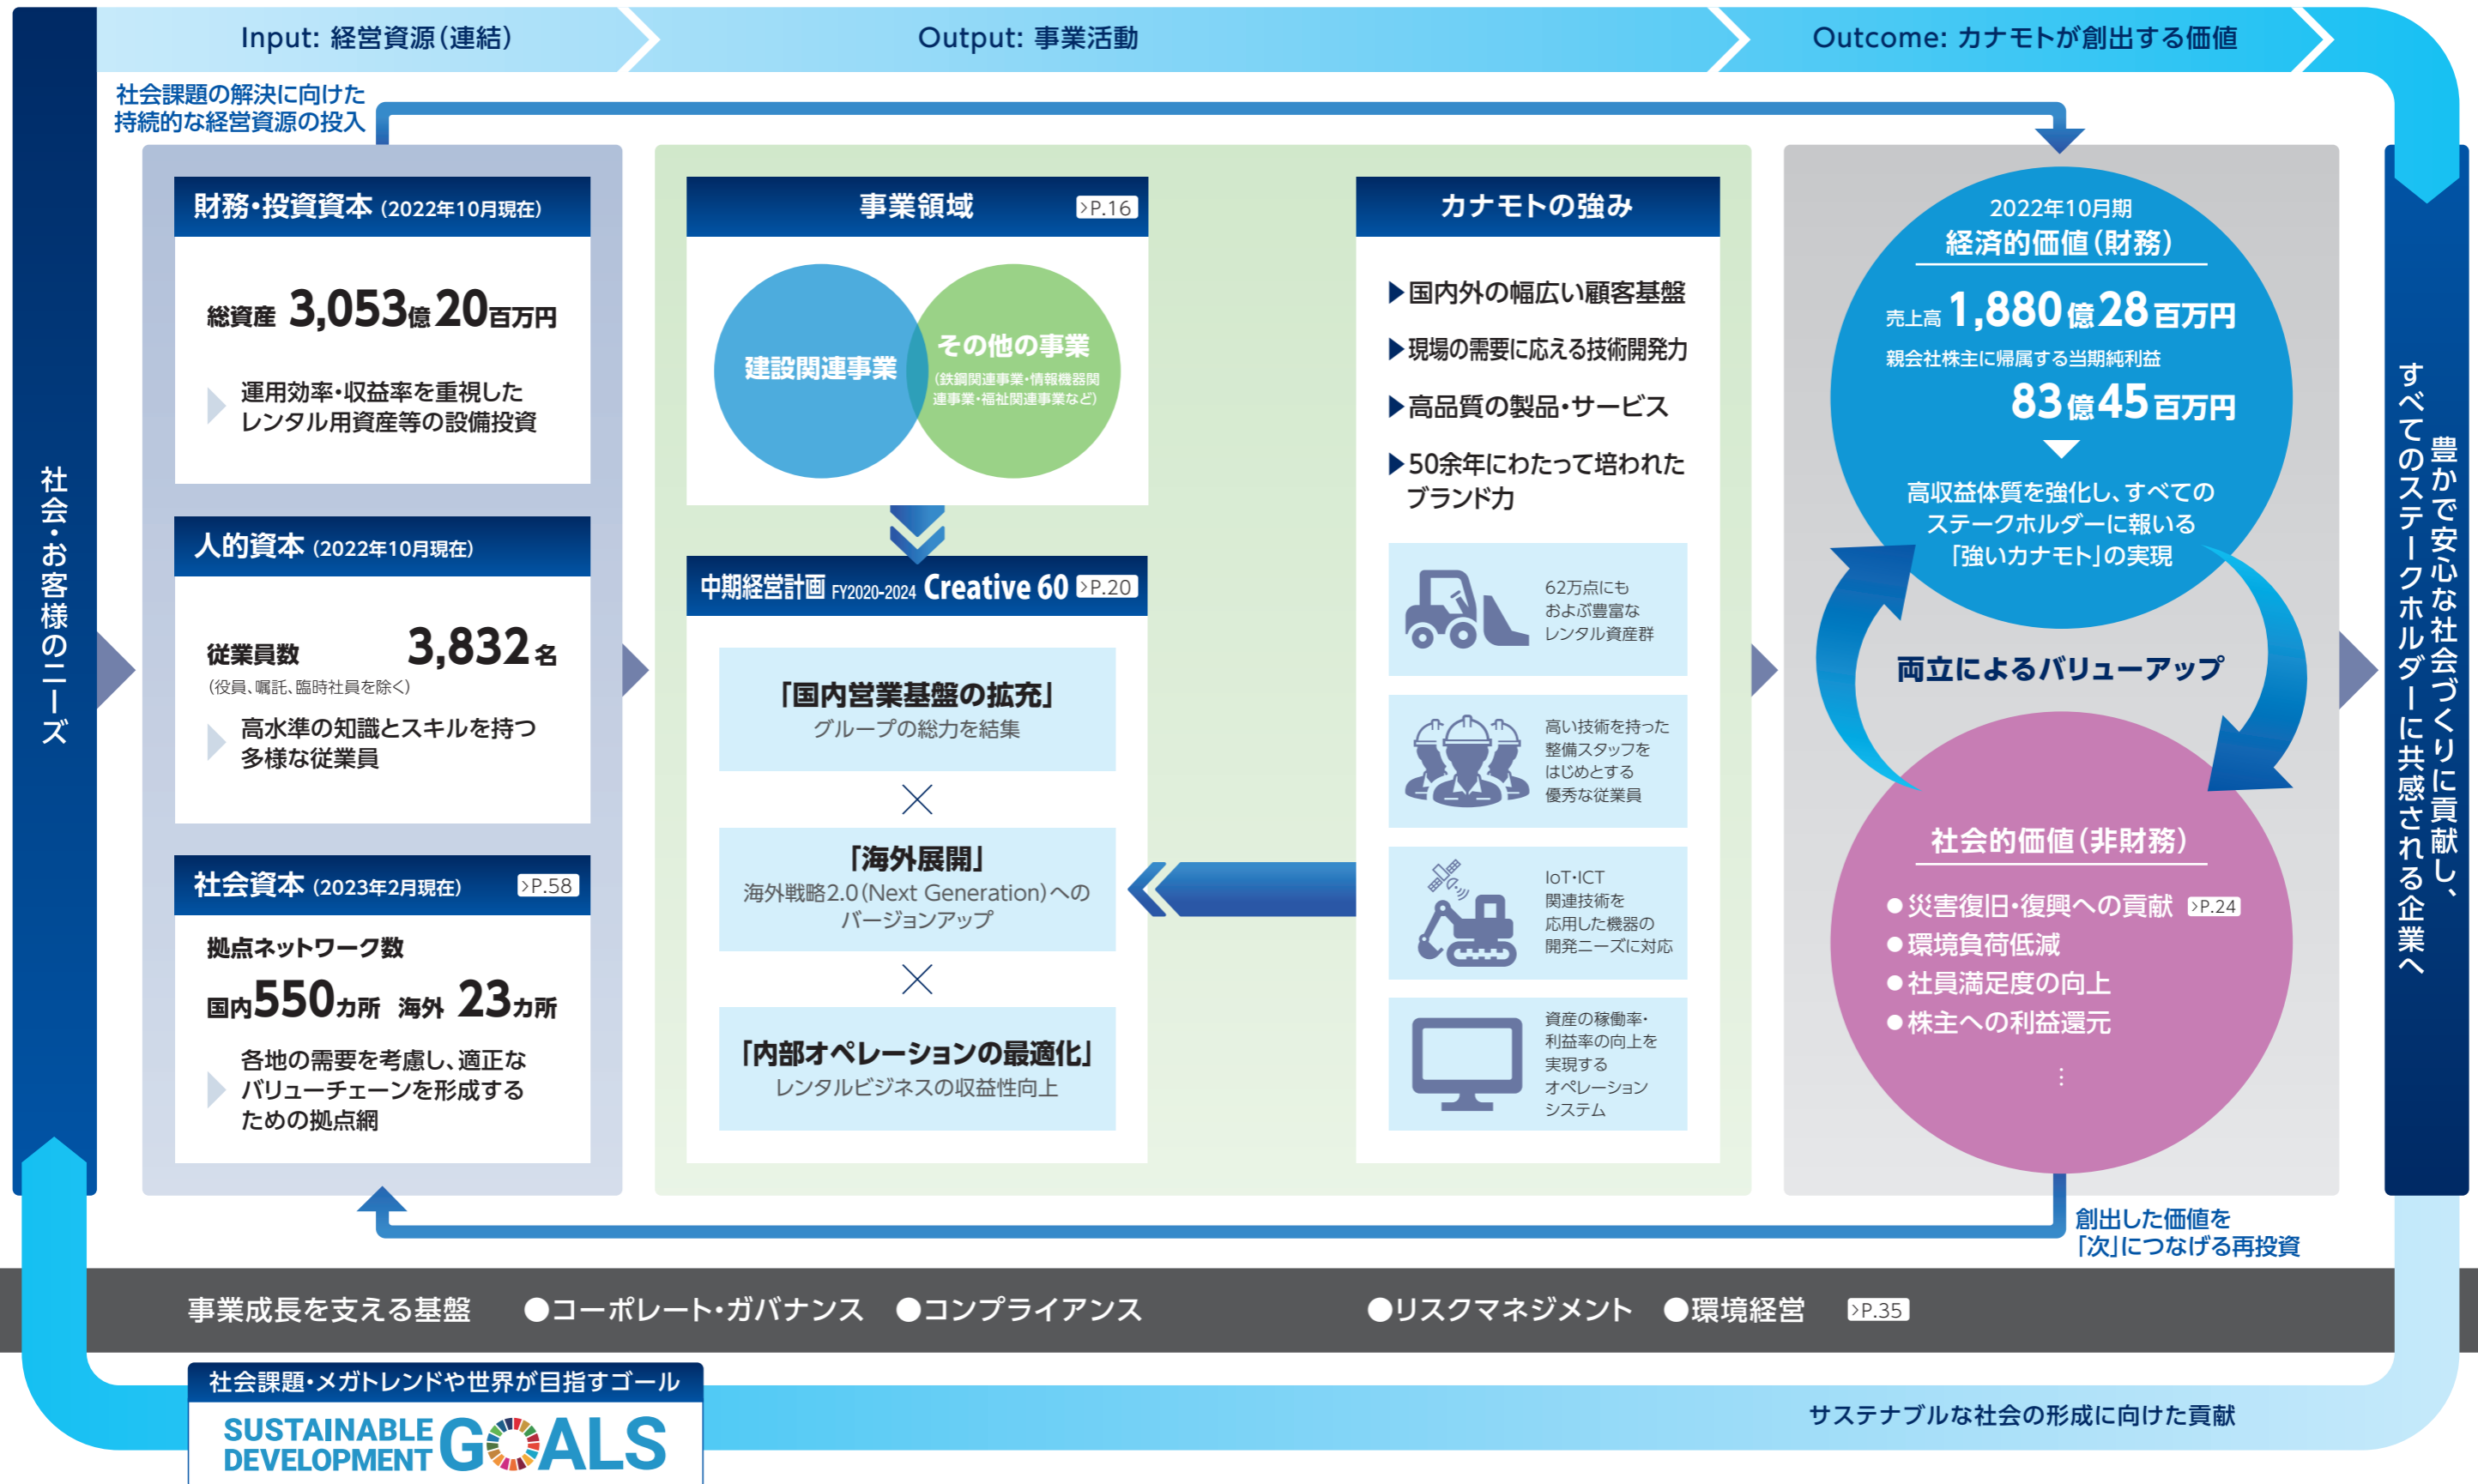 Input: 経営資源(連結)
Output: 事業活動
Outcome: カナモトが創出する価値
社会課題の解決に向けた
持続的な経営資源の投入
社会・お客様のニーズ
財務・投資資本 (2022年10月現在)
総資産 3,053億20百万円
運用効率・収益率を重視した
レンタル用資産等の設備投資
人的資本 (2022年10月現在)
従業員数 3,832名
(役員、嘱託、臨時社員を除く)
高水準の知識とスキルを持つ
多様な従業員
社会資本 (2023年2月現在) >P.58
拠点ネットワーク数
国内550カ所 海外 23カ所
各地の需要を考慮し、適正な
バリューチェーンを形成する
ための拠点網
事業領域 >P.16
建設関連事業
その他の事業
(鉄鋼関連事業・情報機器関
連事業・福祉関連事業など)
中期経営計画 FY2020-2024 Creative 60 >P.20
「国内営業基盤の拡充」
グループの総力を結集
×
「海外展開」
海外戦略2.0(Next Generation)への
バージョンアップ
×
「内部オペレーションの最適化」
レンタルビジネスの収益性向上
カナモトの強み
国内外の幅広い顧客基盤
現場の需要に応える技術開発力
高品質の製品・サービス
50余年にわたって培われた
ブランド力
62万点にも
およぶ豊富な
レンタル資産群
高い技術を持った
整備スタッフを
はじめとする
優秀な従業員
IoT・ICT
関連技術を
応用した機器の
開発ニーズに対応
資産の稼働率・
利益率の向上を
実現する
オペレーション
システム
2022年10月期
経済的価値(財務)
売上高 1,880億28百万円
親会社株主に帰属する当期純利益
83億45百万円
高収益体質を強化し、すべての
ステークホルダーに報いる
「強いカナモト」の実現
両立によるバリューアップ
社会的価値(非財務)
●災害復旧・復興への貢献 >P.24
●環境負荷低減
●社員満足度の向上
●株主への利益還元
⋮
豊かで安心な社会づくりに貢献し、
すべてのステークホルダーに共感される企業へ
創出した価値を
「次」につなげる再投資
事業成長を支える基盤 ●コーポレート・ガバナンス ●コンプライアンス ●リスクマネジメント ●環境経営 >P.35
社会課題・メガトレンドや世界が目指すゴール
SUSTAINABLE
DEVELOPMENT GOALS
サステナブルな社会の形成に向けた貢献